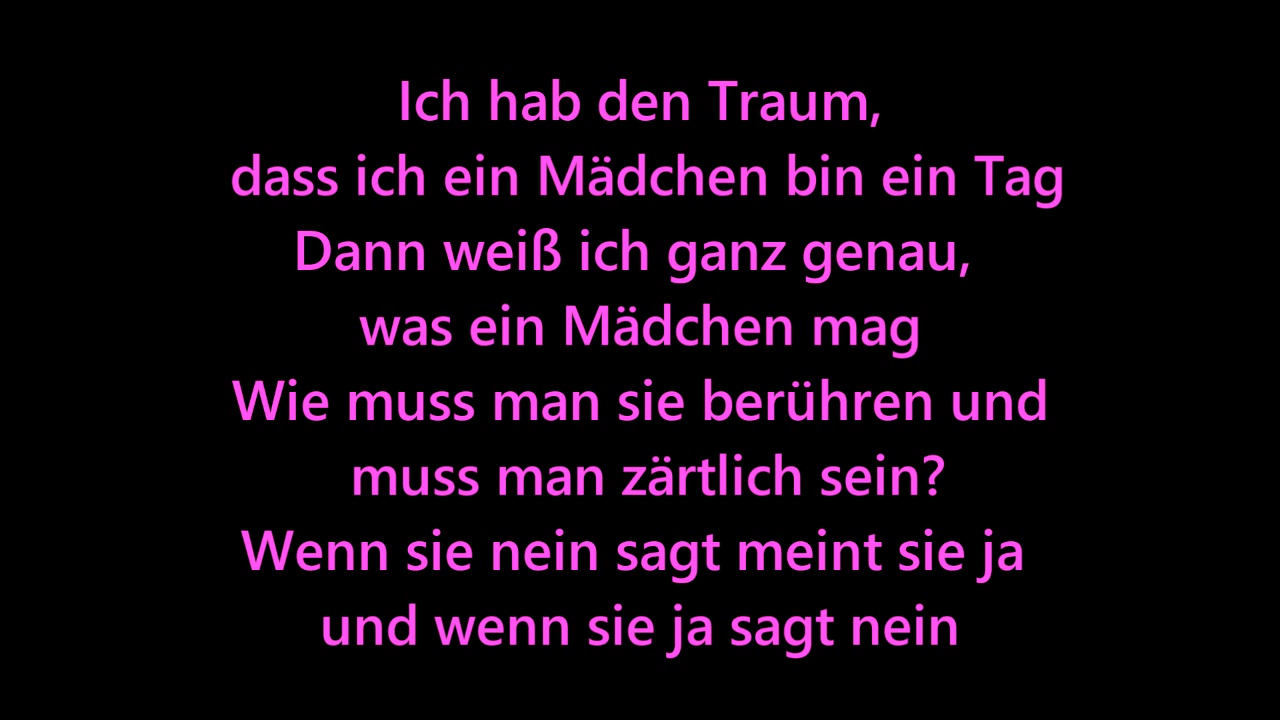 Ich hab den Traum,
dass ich ein Mädchen bin ein Tag
Dann weiß ich ganz genau,
was ein Mädchen mag
Wie muss man sie berühren und
muss man zärtlich sein?
Wenn sie nein sagt meint sie ja
und wenn sie ja sagt nein